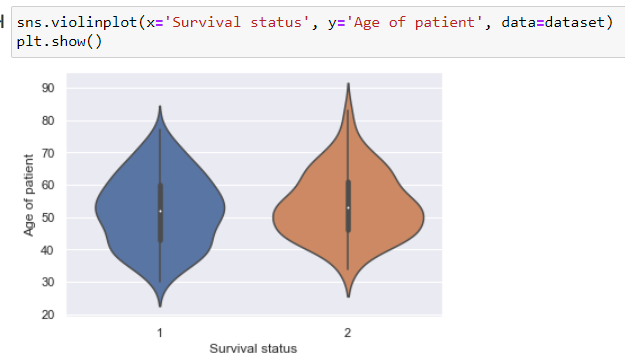 sns.violinplot(x='Survival status', y='Age of patient', data=dataset)
plt.show()
90
80
70
60
50
40
30
20
Age of patient
1 2
Survival status